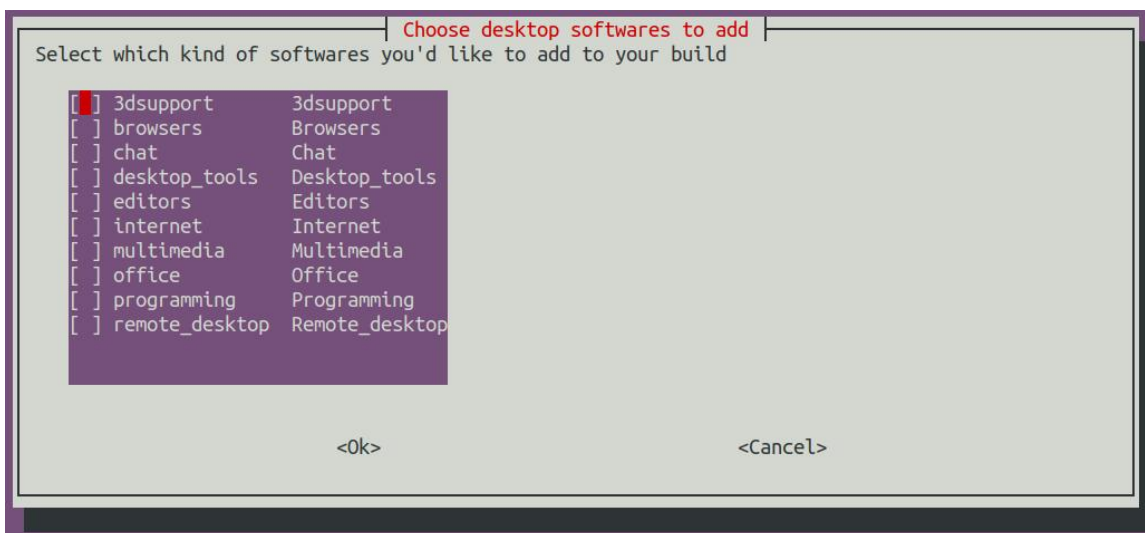 Choose desktop softwares to add
Select which kind of softwares you'd like to add to your build
[ ] 3dsupport 3dsupport
[ ] browsers Browsers
[ ] chat Chat
[ ] desktop_tools Desktop_tools
[ ] editors Editors
[ ] internet Internet
[ ] multimedia Multimedia
[ ] office Office
[ ] programming Programming
[ ] remote_desktop Remote_desktop
<Ok> <Cancel>